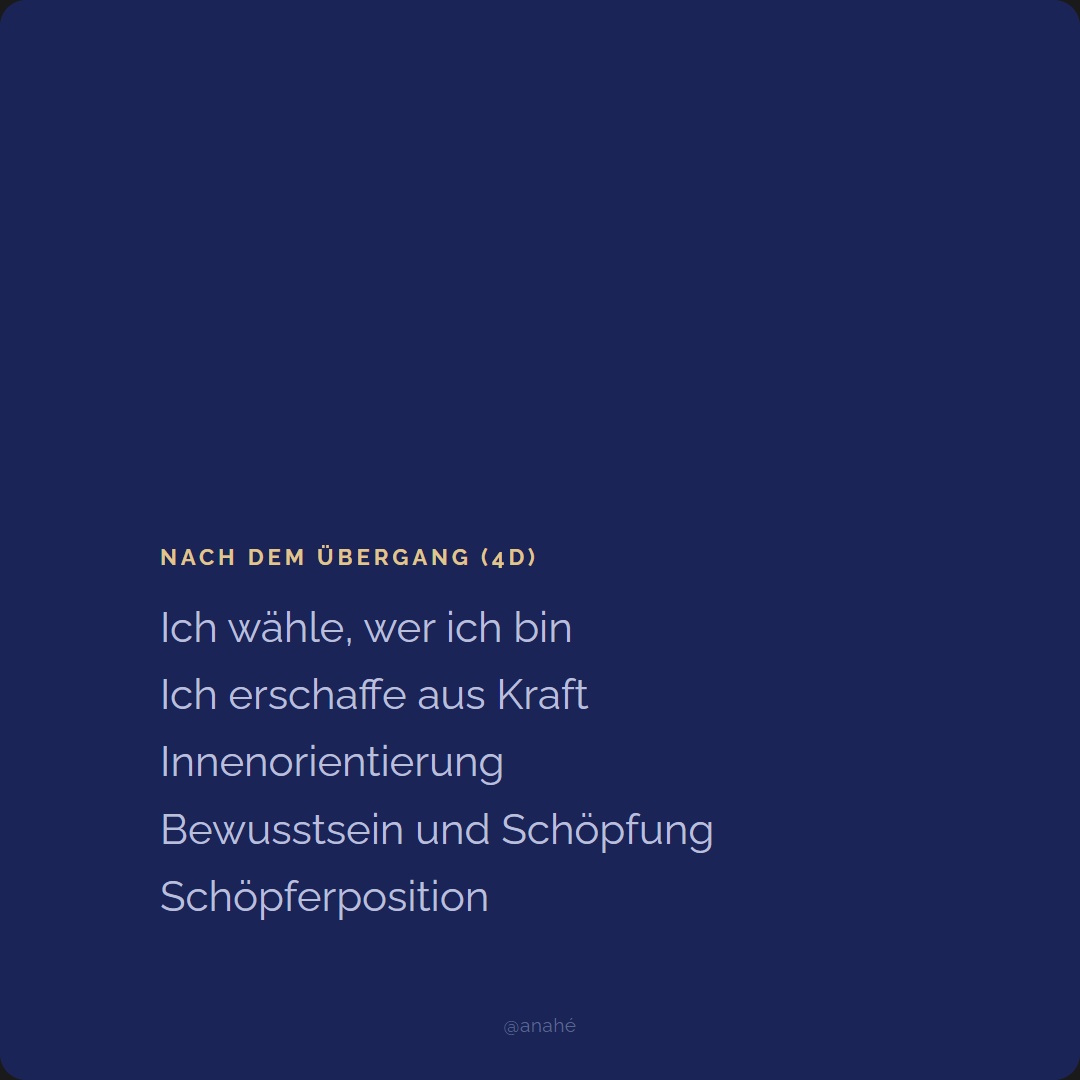 NACH DEM ÜBERGANG (4D)
Ich wähle, wer ich bin
Ich erschaffe aus Kraft
Innenorientierung
Bewusstsein und Schöpfung
Schöpferposition
@anahé